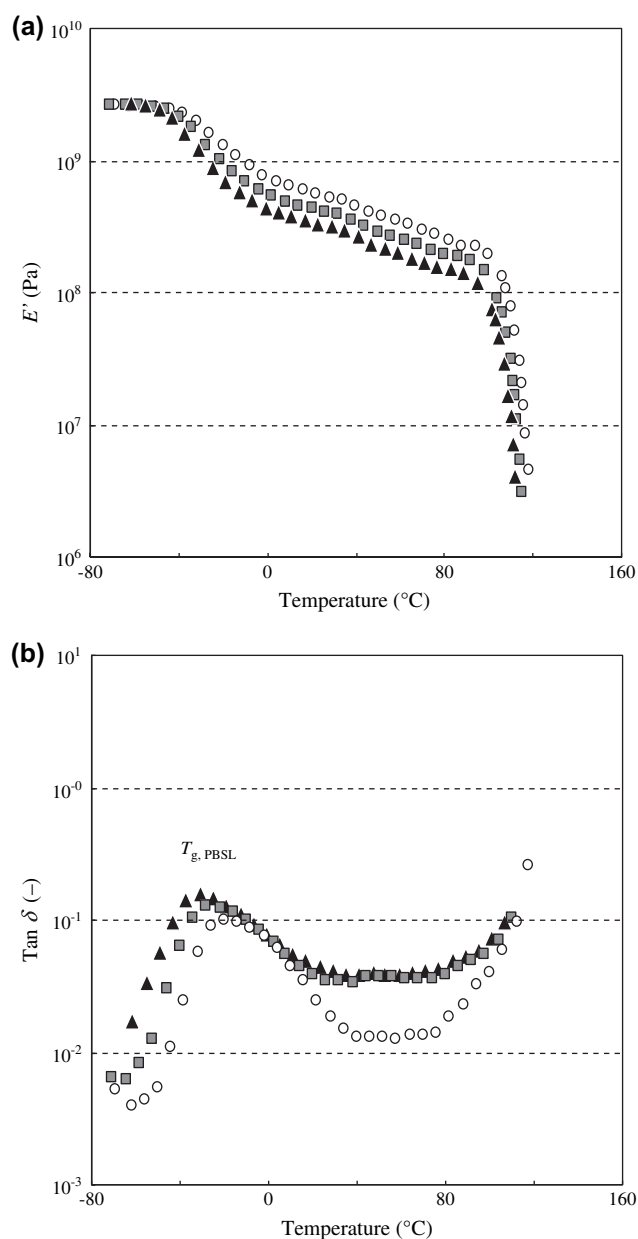 (a)
10^10
10^9
10^8
10^7
10^6
E' (Pa)
-80 0 80 160
Temperature (°C)
(b)
10^1
10^-0
10^-1
10^-2
10^-3
Tan δ (–)
T_g, PBSL
-80 0 80 160
Temperature (°C)